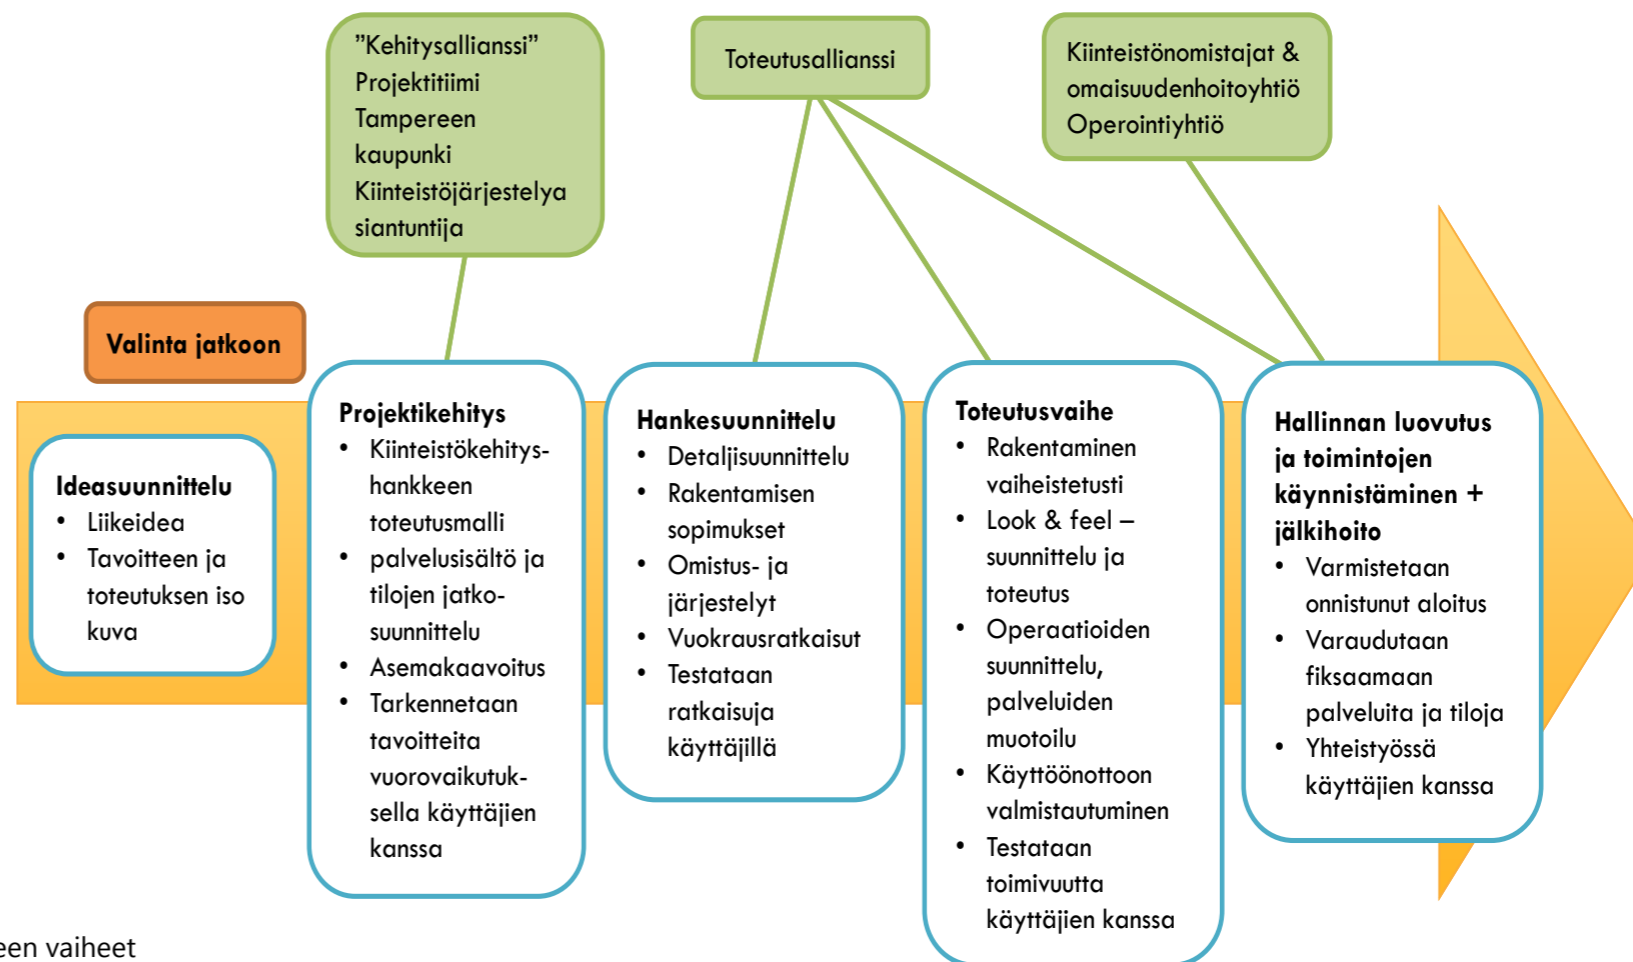 ”Kehitysallianssi”
Projektitiimi
Tampereen
kaupunki
Kiinteistöjärjestelya
siantuntija
Toteutusallianssi
Kiinteistönomistajat &
omaisuudenhoitoyhtiö
Operointiyhtiö
Valinta jatkoon
Ideasuunnittelu
• Liikeidea
• Tavoitteen ja
toteutuksen iso
kuva
Projektikehitys
• Kiinteistökehitys-
hankkeen
toteutusmalli
• palvelusisältö ja
tilojen jatko-
suunnittelu
• Asemakaavoitus
• Tarkennetaan
tavoitteita
vuorovaikutuk-
sella käyttäjien
kanssa
Hankesuunnittelu
• Detaljisuunnittelu
• Rakentamisen
sopimukset
• Omistus- ja
järjestelyt
• Vuokrausratkaisut
• Testataan
ratkaisuja
käyttäjillä
Toteutusvaihe
• Rakentaminen
vaiheistetusti
• Look & feel –
suunnittelu ja
toteutus
• Operaatioiden
suunnittelu,
palveluiden
muotoilu
• Käyttöönottoon
valmistautuminen
• Testataan
toimivuutta
käyttäjien kanssa
Hallinnan luovutus
ja toimintojen
käynnistäminen +
jälkihoito
• Varmistetaan
onnistunut aloitus
• Varaudutaan
fiksaamaan
palveluita ja tiloja
• Yhteistyössä
käyttäjien kanssa
een vaiheet